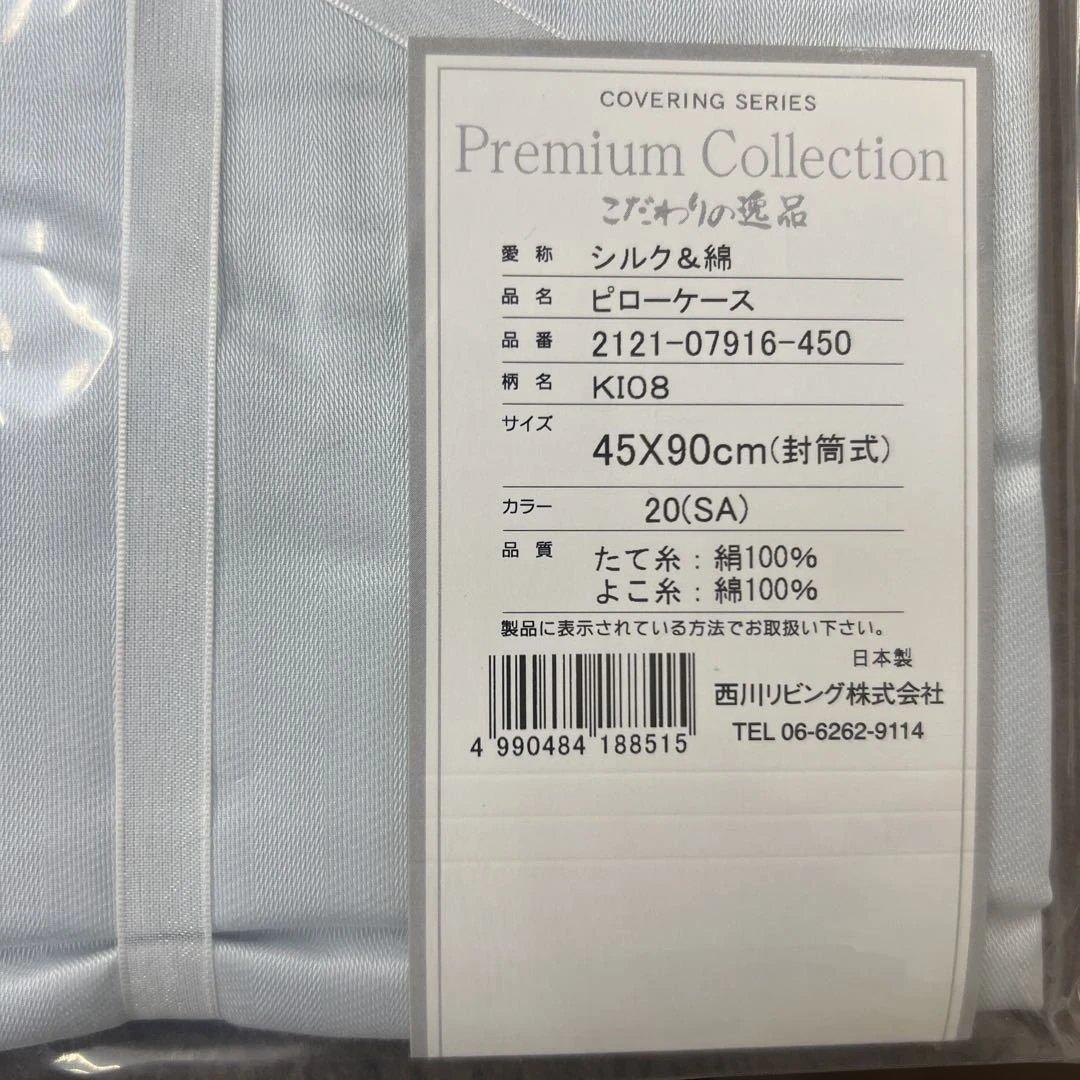 COVERING SERIES
Premium Collection
こだわりの逸品
愛称 シルク&綿
品名 ピローケース
品番 2121-07916-450
柄名 KI08
サイズ 45X90cm(封筒式)
カラー 20(SA)
品質 たて糸:絹100%
よこ糸:綿100%
製品に表示されている方法でお取扱い下さい。
日本製
西川リビング株式会社
TEL 06-6262-9114
4 990484 188515